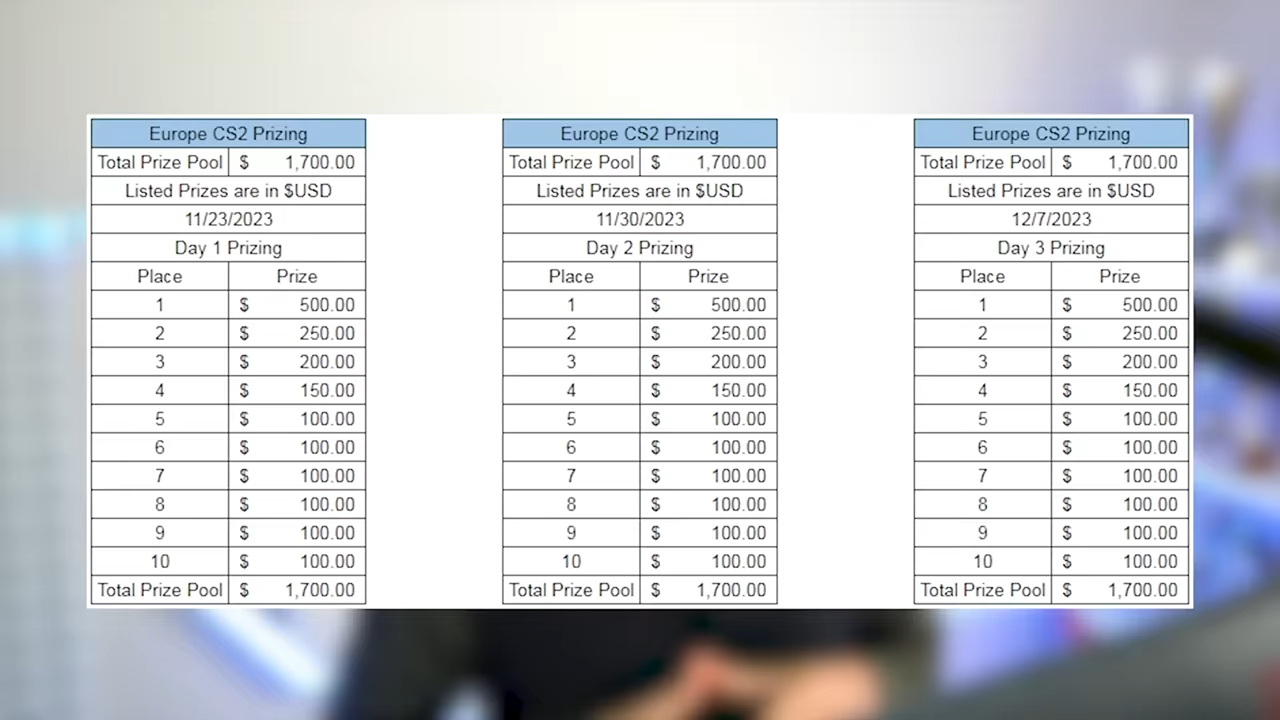 Europe CS2 Prizing
Total Prize Pool $ 1,700.00
Listed Prizes are in $USD
11/23/2023
Day 1 Prizing
Place Prize
1 $ 500.00
2 $ 250.00
3 $ 200.00
4 $ 150.00
5 $ 100.00
6 $ 100.00
7 $ 100.00
8 $ 100.00
9 $ 100.00
10 $ 100.00
Total Prize Pool $ 1,700.00
Europe CS2 Prizing
Total Prize Pool $ 1,700.00
Listed Prizes are in $USD
11/30/2023
Day 2 Prizing
Place Prize
1 $ 500.00
2 $ 250.00
3 $ 200.00
4 $ 150.00
5 $ 100.00
6 $ 100.00
7 $ 100.00
8 $ 100.00
9 $ 100.00
10 $ 100.00
Total Prize Pool $ 1,700.00
Europe CS2 Prizing
Total Prize Pool $ 1,700.00
Listed Prizes are in $USD
12/7/2023
Day 3 Prizing
Place Prize
1 $ 500.00
2 $ 250.00
3 $ 200.00
4 $ 150.00
5 $ 100.00
6 $ 100.00
7 $ 100.00
8 $ 100.00
9 $ 100.00
10 $ 100.00
Total Prize Pool $ 1,700.00